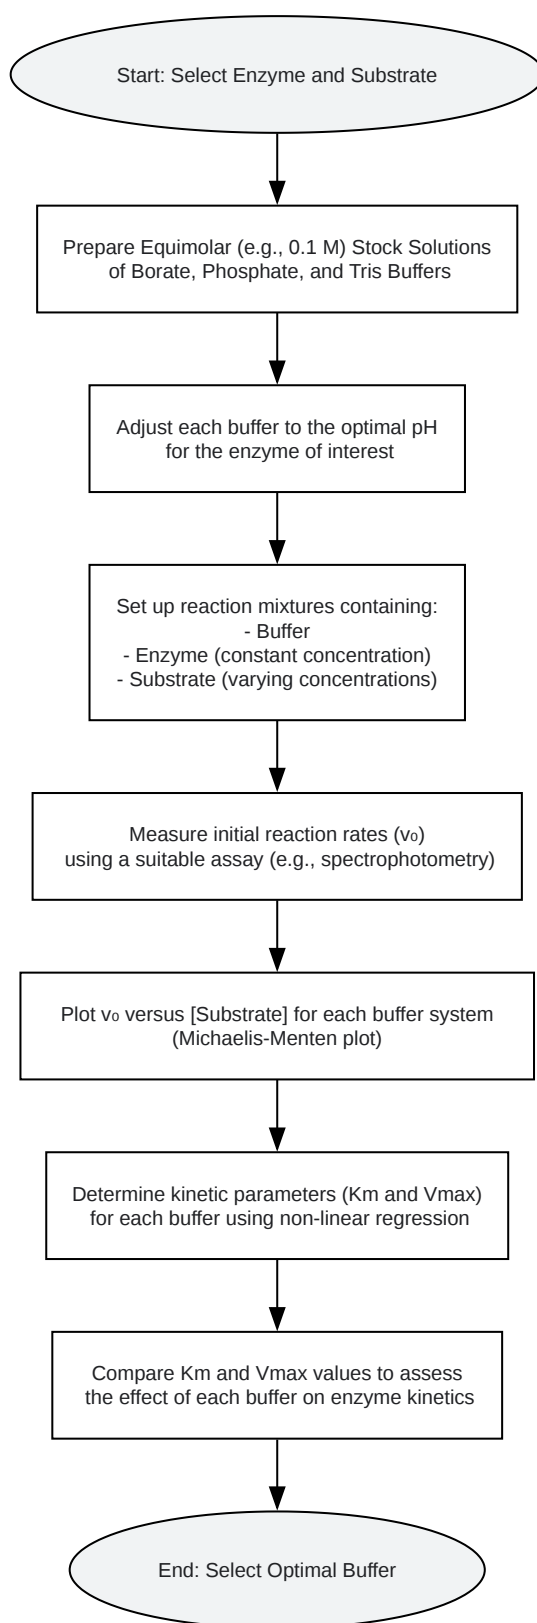 Start: Select Enzyme and Substrate
Prepare Equimolar (e.g., 0.1 M) Stock Solutions
of Borate, Phosphate, and Tris Buffers
Adjust each buffer to the optimal pH
for the enzyme of interest
Set up reaction mixtures containing:
- Buffer
- Enzyme (constant concentration)
- Substrate (varying concentrations)
Measure initial reaction rates (v₀)
using a suitable assay (e.g., spectrophotometry)
Plot v₀ versus [Substrate] for each buffer system
(Michaelis-Menten plot)
Determine kinetic parameters (Km and Vmax)
for each buffer using non-linear regression
Compare Km and Vmax values to assess
the effect of each buffer on enzyme kinetics
End: Select Optimal Buffer